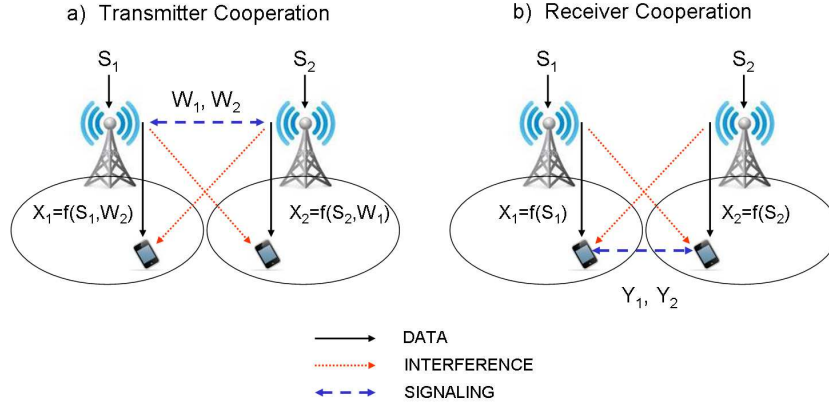 a) Transmitter Cooperation
b) Receiver Cooperation
S₁
S₂
S₁
S₂
W₁, W₂
X₁=f(S₁,W₂)
X₂=f(S₂,W₁)
X₁=f(S₁)
X₂=f(S₂)
Y₁, Y₂
DATA
INTERFERENCE
SIGNALING